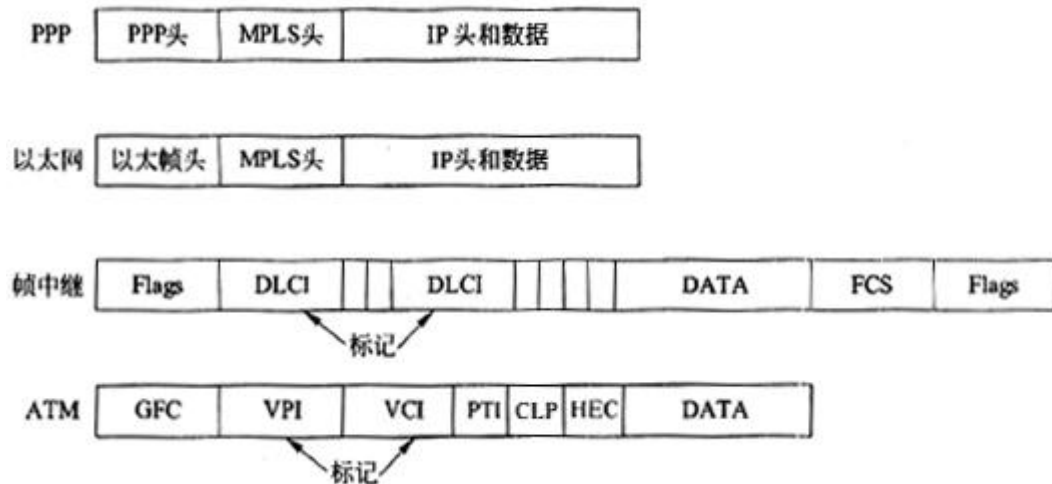 PPP PPP头 MPLS头 IP 头和数据
以太网 以太帧头 MPLS头 IP头和数据
帧中继 Flags DLCI DLCI DATA FCS Flags
标记
ATM GFC VPI VCI PTI CLP HEC DATA
标记